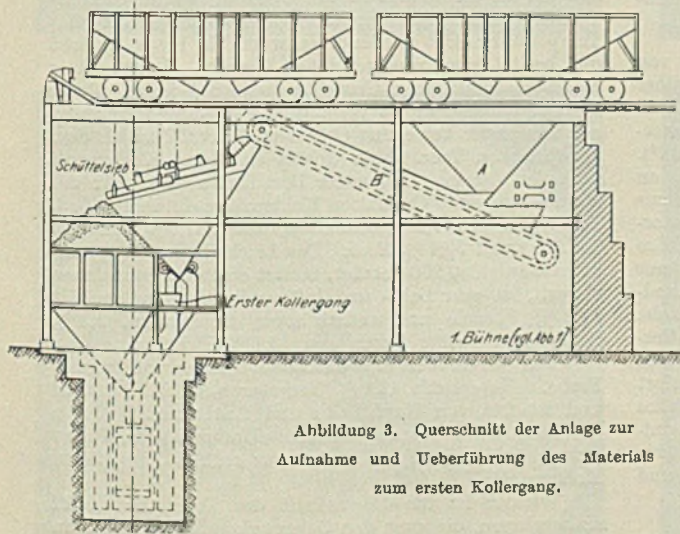 Schüttelsieb
A
B
Erster Kollergang
1. Bühne (vgl. Abb 1)
Abbildung 3. Querschnitt der Anlage zur
Aufnahme und Ueberführung des Materials
zum ersten Kollergang.